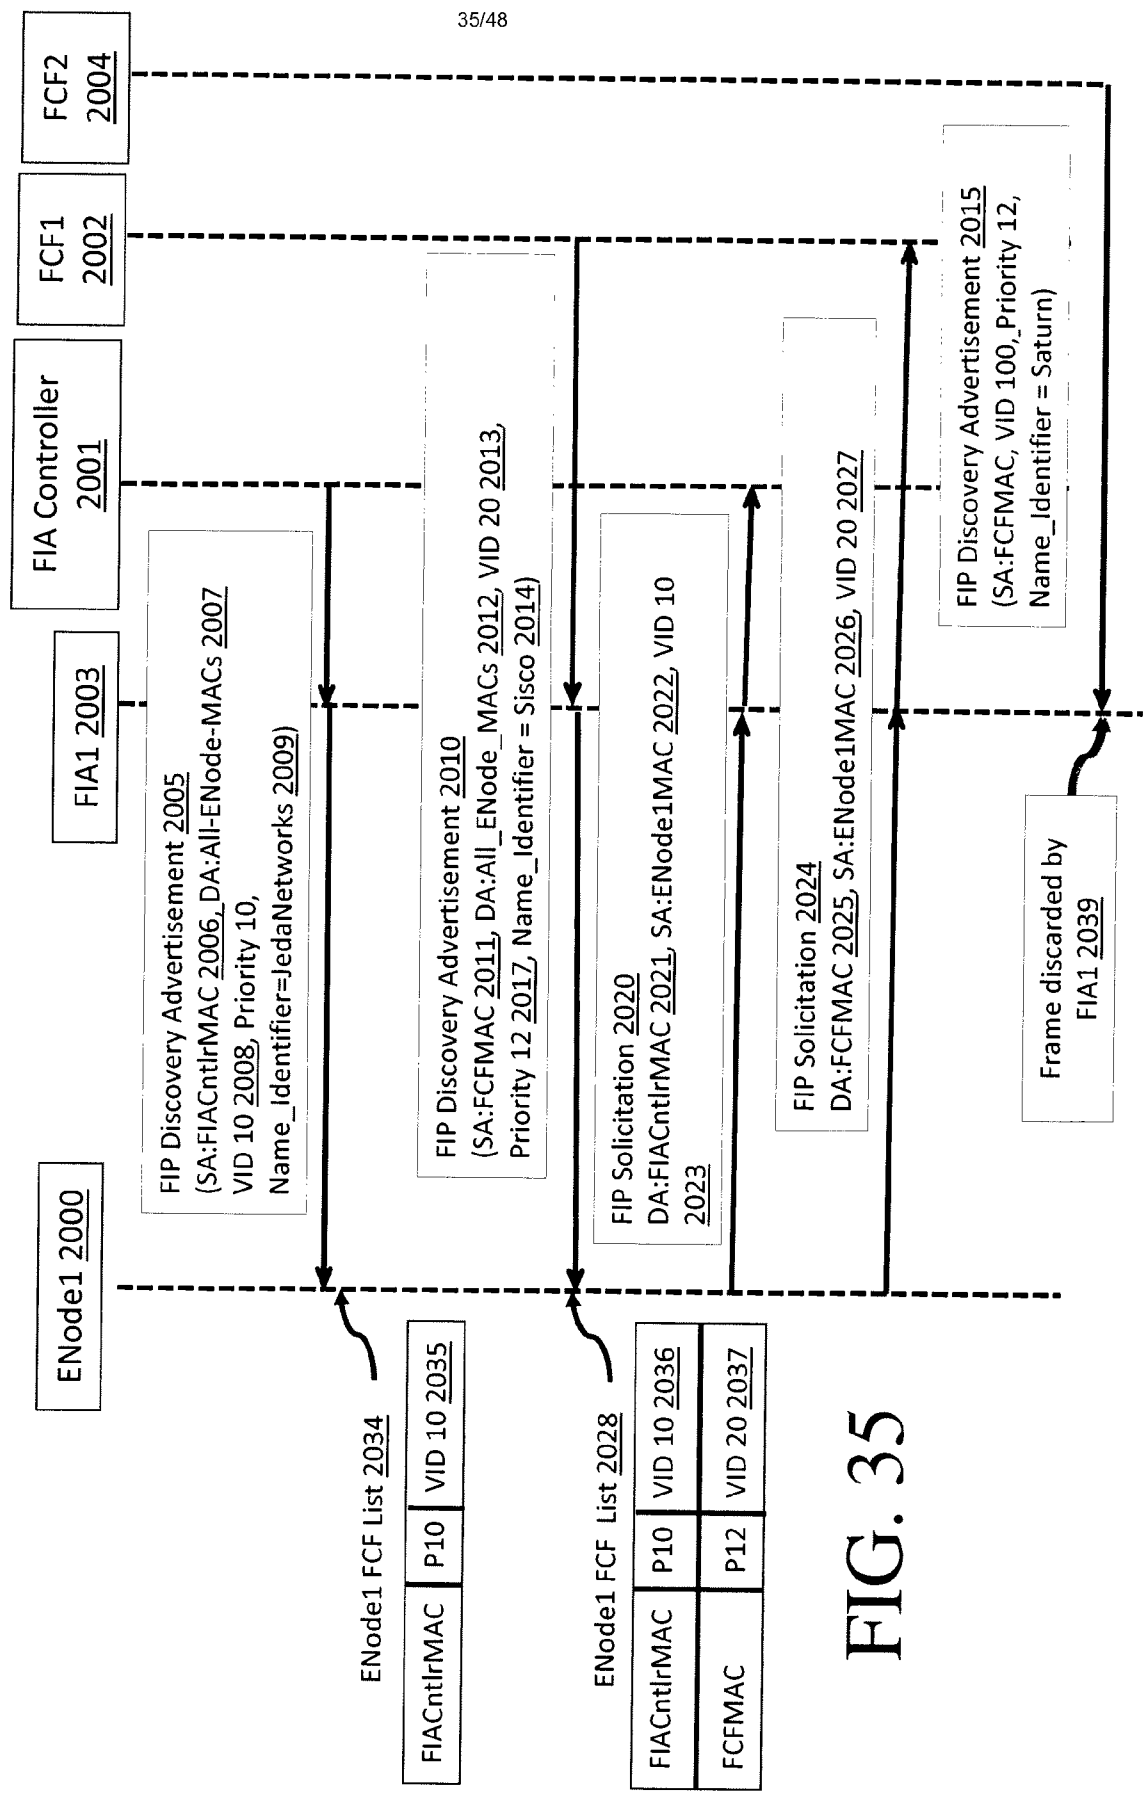 35/48
ENode1 2000
FIA1 2003
FIA Controller
2001
FCF1
2002
FCF2
2004
FIP Discovery Advertisement 2005
(SA:FIACntlrMAC 2006, DA:All-ENode-MACs 2007
VID 10 2008, Priority 10,
Name_Identifier=JedaNetworks 2009)
ENode1 FCF List 2034
FIACntlrMAC P10 VID 10 2035
FIP Discovery Advertisement 2010
(SA:FCFMAC 2011, DA:All_ENode_MACs 2012, VID 20 2013,
Priority 12 2017, Name_Identifier = Sisco 2014)
ENode1 FCF List 2028
FIACntlrMAC P10 VID 10 2036
FCFMAC P12 VID 20 2037
FIP Solicitation 2020
DA:FIACntlrMAC 2021, SA:ENode1MAC 2022, VID 10
2023
FIP Solicitation 2024
DA:FCFMAC 2025, SA:ENode1MAC 2026, VID 20 2027
FIP Discovery Advertisement 2015
(SA:FCFMAC, VID 100, Priority 12,
Name_Identifier = Saturn)
Frame discarded by
FIA1 2039
FIG. 35